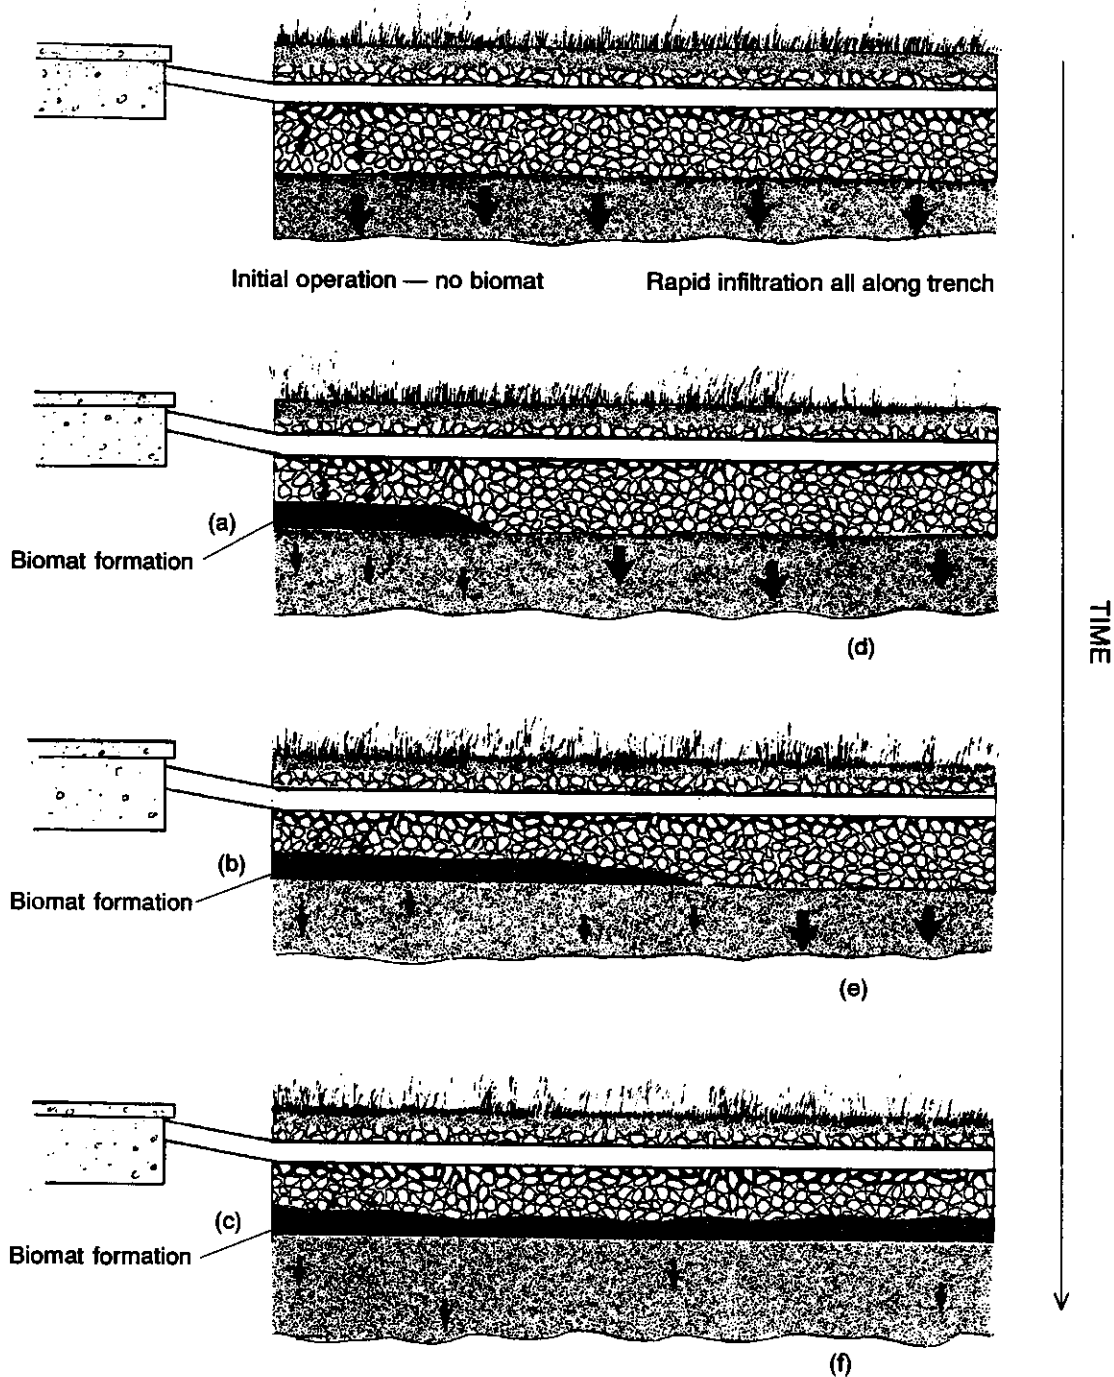 Initial operation — no biomat
Rapid infiltration all along trench
(a)
Biomat formation
(d)
TIME
(b)
Biomat formation
(e)
(c)
Biomat formation
(f)